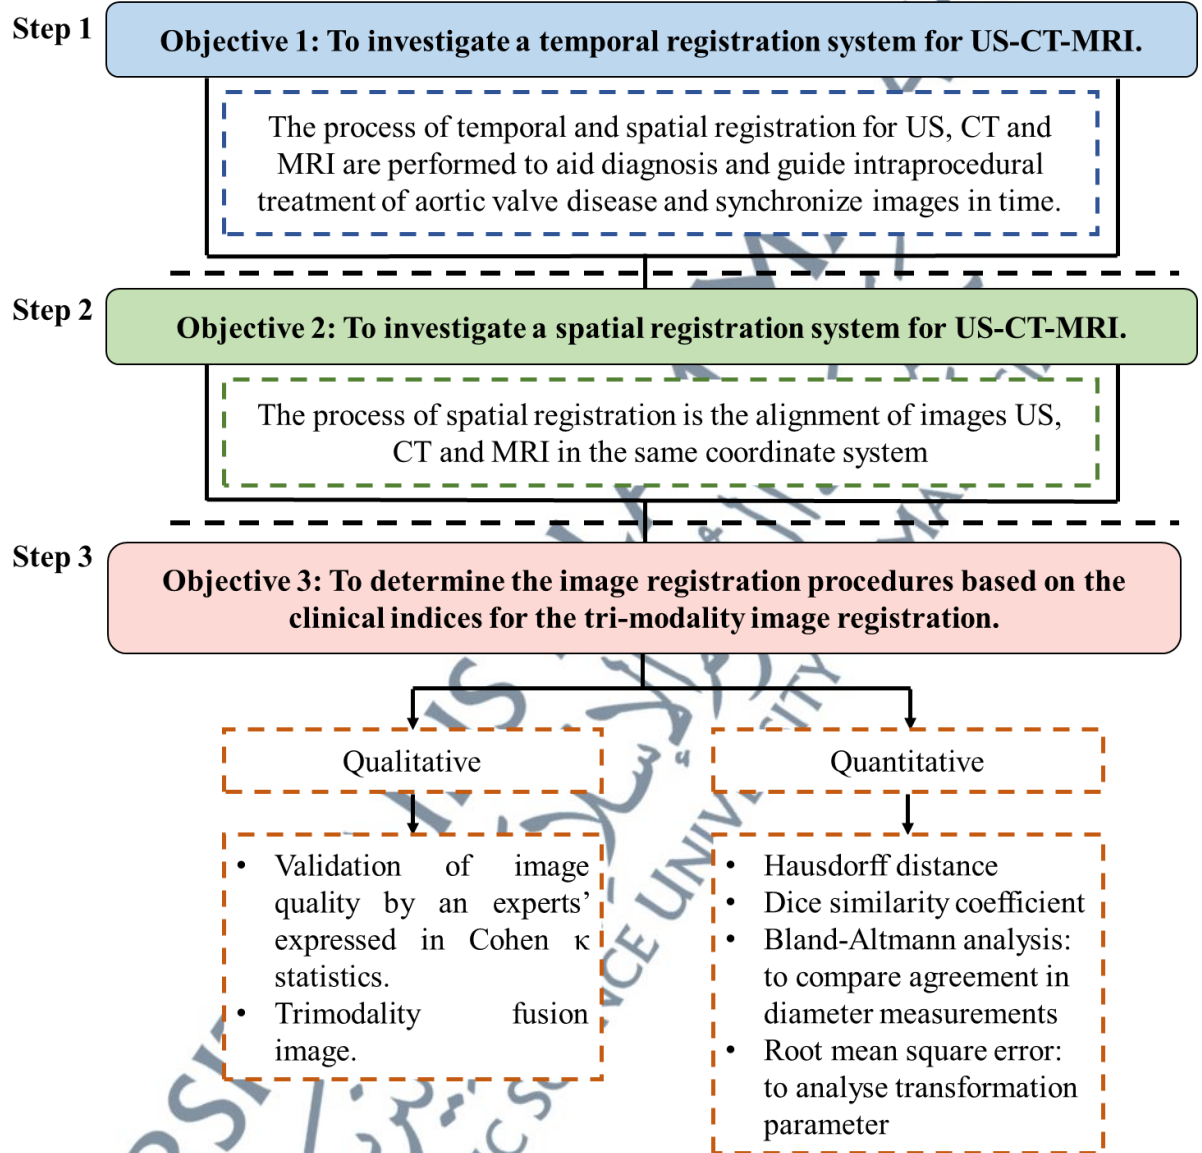 Step 1
Objective 1: To investigate a temporal registration system for US-CT-MRI.
The process of temporal and spatial registration for US, CT and
MRI are performed to aid diagnosis and guide intraprocedural
treatment of aortic valve disease and synchronize images in time.
Step 2
Objective 2: To investigate a spatial registration system for US-CT-MRI.
The process of spatial registration is the alignment of images US,
CT and MRI in the same coordinate system
Step 3
Objective 3: To determine the image registration procedures based on the
clinical indices for the tri-modality image registration.
Qualitative
• Validation of image
quality by an experts’
expressed in Cohen κ
statistics.
• Trimodality fusion
image.
Quantitative
• Hausdorff distance
• Dice similarity coefficient
• Bland-Altmann analysis:
to compare agreement in
diameter measurements
• Root mean square error:
to analyse transformation
parameter